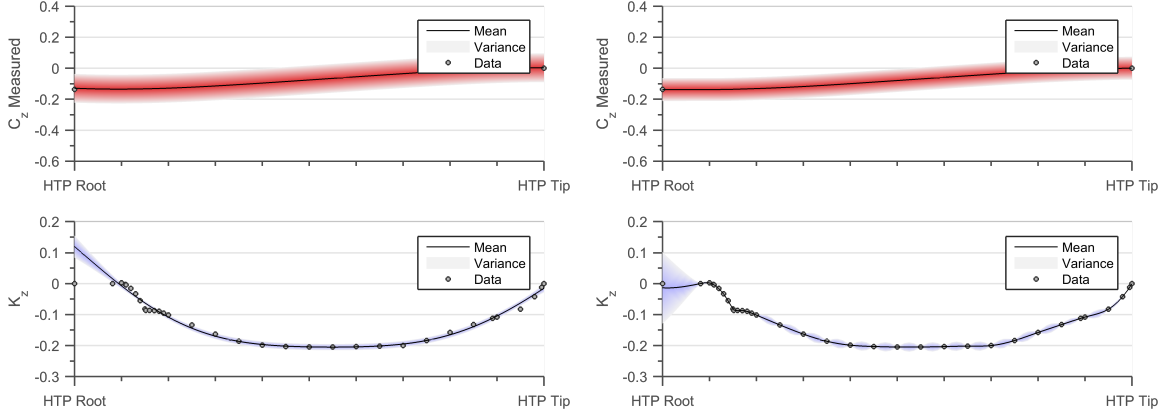 0.4
0.2
0
-0.2
-0.4
-0.6
C_z Measured
Mean
Variance
Data
HTP Root
HTP Tip
0.4
0.2
0
-0.2
-0.4
-0.6
C_z Measured
Mean
Variance
Data
HTP Root
HTP Tip
0.2
0.1
0
-0.1
-0.2
-0.3
K_z
Mean
Variance
Data
HTP Root
HTP Tip
0.2
0.1
0
-0.1
-0.2
-0.3
K_z
Mean
Variance
Data
HTP Root
HTP Tip